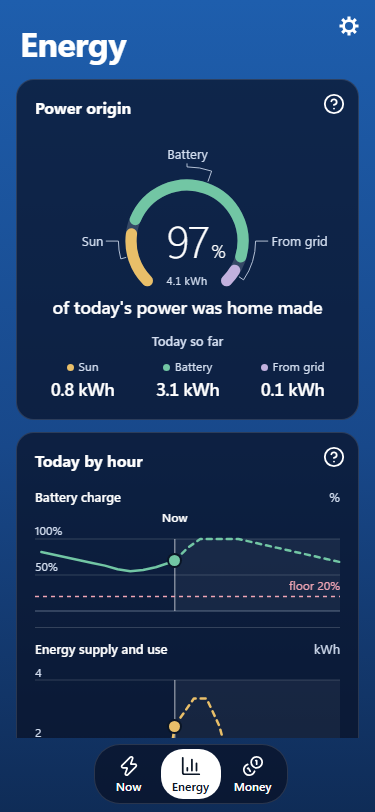 Energy
Power origin
Battery
Sun
From grid
97 %
4.1 kWh
of today's power was home made
Today so far
Sun
Battery
From grid
0.8 kWh
3.1 kWh
0.1 kWh
Today by hour
Battery charge
%
Now
100%
50%
floor 20%
Energy supply and use
kWh
4
2
Now
Energy
Money